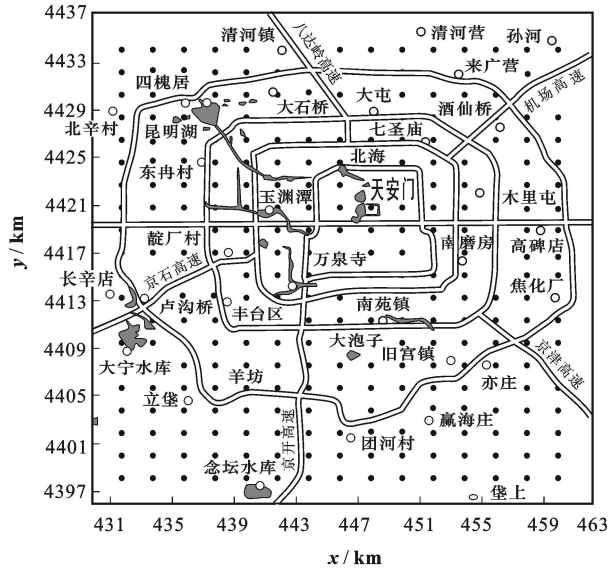 4437
4433
4429
4425
4421
4417
4413
4409
4405
4401
4397
y / km
清河镇
八达岭高速
清河营
孙河
四槐居
来广营
机场高速
大石桥
大屯
酒仙桥
北辛村
昆明湖
七圣庙
东冉村
北海
玉渊潭
天安门
木里屯
靛厂村
南磨房
高碑店
万泉寺
长辛店
京石高速
焦化厂
卢沟桥
丰台区
南苑镇
大泡子
旧宫镇
京津高速
大宁水库
羊坊
亦庄
立垡
京开高速
赢海庄
团河村
念坛水库
垡上
431
435
439
443
447
451
455
459
463
x / km